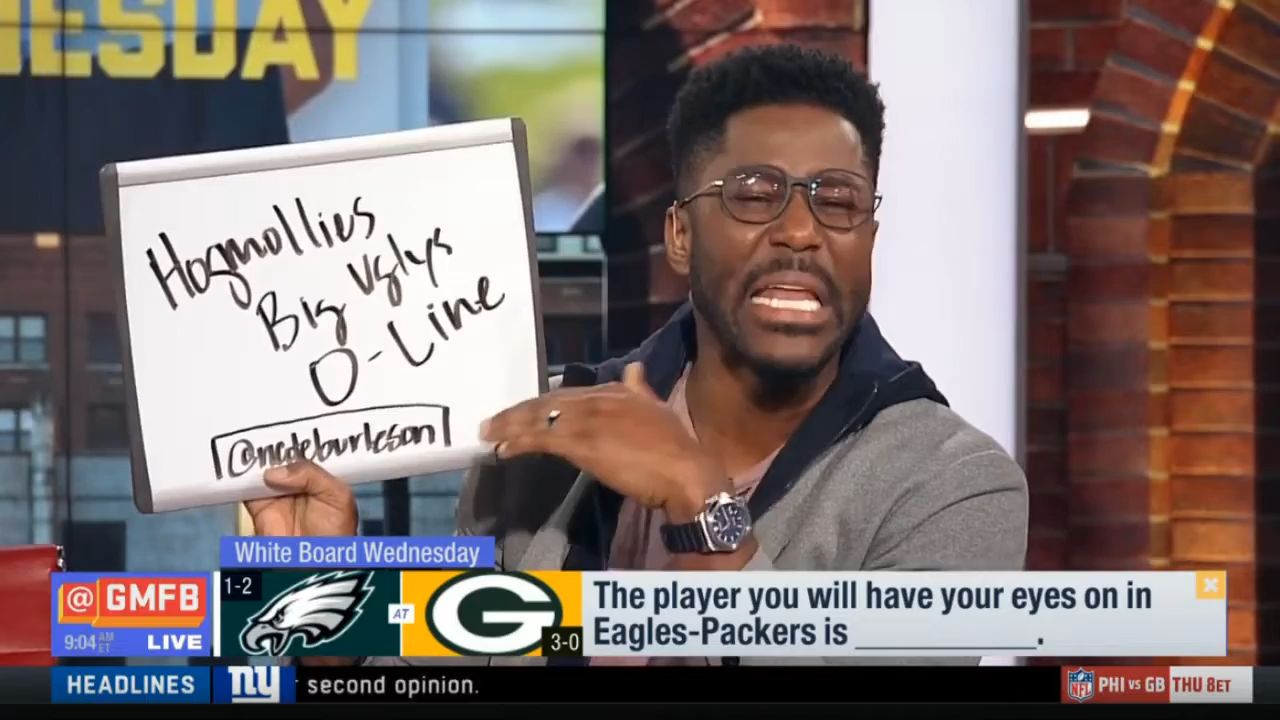 ESDAY
Hogmollies
Big Uglys
O-Line
@nateburleson
White Board Wednesday
@ GMFB
9:04 AM ET LIVE
1-2
AT
G
3-0
The player you will have your eyes on in
Eagles-Packers is ___________.
HEADLINES
ny
second opinion.
NFL
PHI vs GB THU 8ET